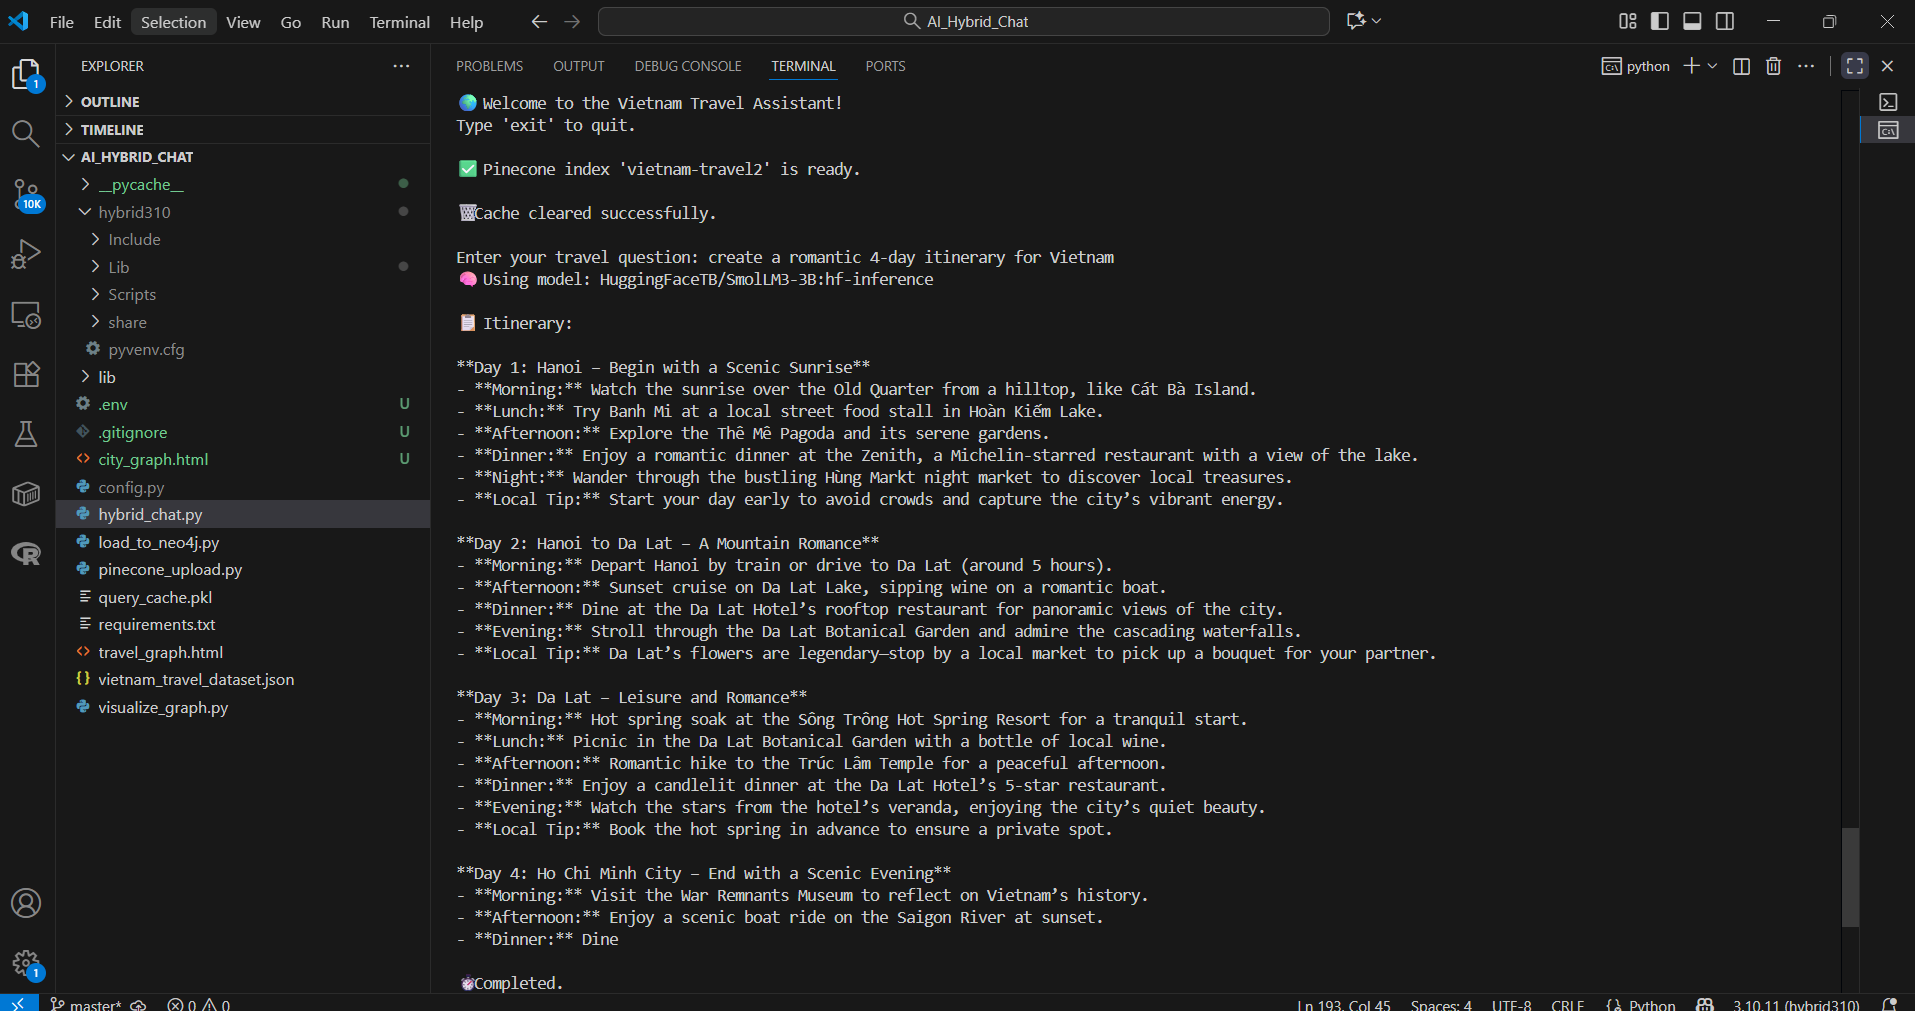 File Edit Selection View Go Run Terminal Help
AI_Hybrid_Chat
EXPLORER
OUTLINE
TIMELINE
AI_HYBRID_CHAT
__pycache__
hybrid310
Include
Lib
Scripts
share
pyvenv.cfg
lib
.env U
.gitignore U
city_graph.html U
config.py
hybrid_chat.py
load_to_neo4j.py
pinecone_upload.py
query_cache.pkl
requirements.txt
travel_graph.html
vietnam_travel_dataset.json
visualize_graph.py
1
10K
1
PROBLEMS OUTPUT DEBUG CONSOLE TERMINAL PORTS
python
Welcome to the Vietnam Travel Assistant!
Type 'exit' to quit.
Pinecone index 'vietnam-travel2' is ready.
Cache cleared successfully.
Enter your travel question: create a romantic 4-day itinerary for Vietnam
Using model: HuggingFaceTB/SmolLM3-3B:hf-inference
Itinerary:
**Day 1: Hanoi – Begin with a Scenic Sunrise**
- **Morning:** Watch the sunrise over the Old Quarter from a hilltop, like Cát Bà Island.
- **Lunch:** Try Banh Mi at a local street food stall in Hoàn Kiếm Lake.
- **Afternoon:** Explore the Thê Mê Pagoda and its serene gardens.
- **Dinner:** Enjoy a romantic dinner at the Zenith, a Michelin-starred restaurant with a view of the lake.
- **Night:** Wander through the bustling Hùng Markt night market to discover local treasures.
- **Local Tip:** Start your day early to avoid crowds and capture the city’s vibrant energy.
**Day 2: Hanoi to Da Lat – A Mountain Romance**
- **Morning:** Depart Hanoi by train or drive to Da Lat (around 5 hours).
- **Afternoon:** Sunset cruise on Da Lat Lake, sipping wine on a romantic boat.
- **Dinner:** Dine at the Da Lat Hotel’s rooftop restaurant for panoramic views of the city.
- **Evening:** Stroll through the Da Lat Botanical Garden and admire the cascading waterfalls.
- **Local Tip:** Da Lat’s flowers are legendary—stop by a local market to pick up a bouquet for your partner.
**Day 3: Da Lat – Leisure and Romance**
- **Morning:** Hot spring soak at the Sông Trông Hot Spring Resort for a tranquil start.
- **Lunch:** Picnic in the Da Lat Botanical Garden with a bottle of local wine.
- **Afternoon:** Romantic hike to the Trúc Lâm Temple for a peaceful afternoon.
- **Dinner:** Enjoy a candlelit dinner at the Da Lat Hotel’s 5-star restaurant.
- **Evening:** Watch the stars from the hotel’s veranda, enjoying the city’s quiet beauty.
- **Local Tip:** Book the hot spring in advance to ensure a private spot.
**Day 4: Ho Chi Minh City – End with a Scenic Evening**
- **Morning:** Visit the War Remnants Museum to reflect on Vietnam’s history.
- **Afternoon:** Enjoy a scenic boat ride on the Saigon River at sunset.
- **Dinner:** Dine
Completed.
master* 0 0 Ln 193, Col 45 Spaces: 4 UTF-8 CRLF Python 3.10.11 (hybrid310)